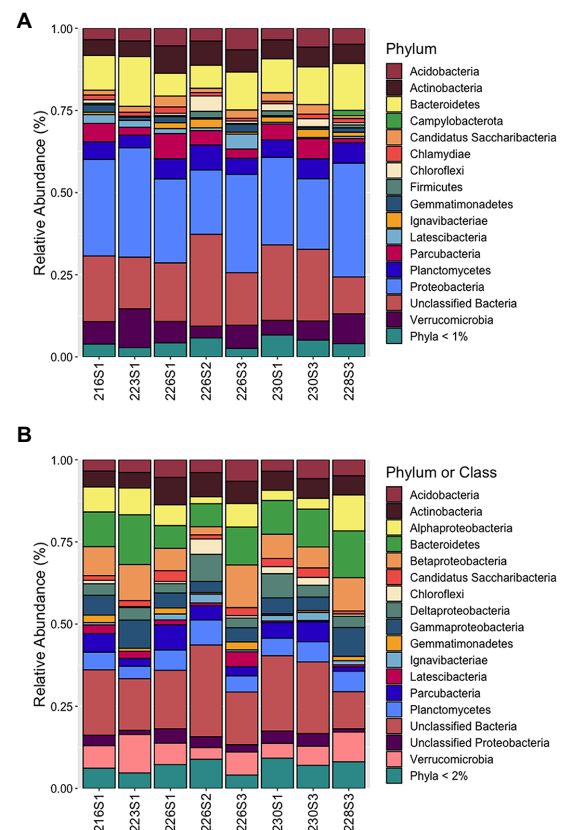 A
1.00
0.75
0.50
0.25
0.00
Relative Abundance (%)
216S1
223S1
226S1
226S2
226S3
230S1
230S3
228S3
Phylum
Acidobacteria
Actinobacteria
Bacteroidetes
Campylobacterota
Candidatus Saccharibacteria
Chlamydiae
Chloroflexi
Firmicutes
Gemmatimonadetes
Ignavibacteriae
Latescibacteria
Parcubacteria
Planctomycetes
Proteobacteria
Unclassified Bacteria
Verrucomicrobia
Phyla < 1%
B
1.00
0.75
0.50
0.25
0.00
Relative Abundance (%)
216S1
223S1
226S1
226S2
226S3
230S1
230S3
228S3
Phylum or Class
Acidobacteria
Actinobacteria
Alphaproteobacteria
Bacteroidetes
Betaproteobacteria
Candidatus Saccharibacteria
Chloroflexi
Deltaproteobacteria
Gammaproteobacteria
Gemmatimonadetes
Ignavibacteriae
Latescibacteria
Parcubacteria
Planctomycetes
Unclassified Bacteria
Unclassified Proteobacteria
Verrucomicrobia
Phyla < 2%